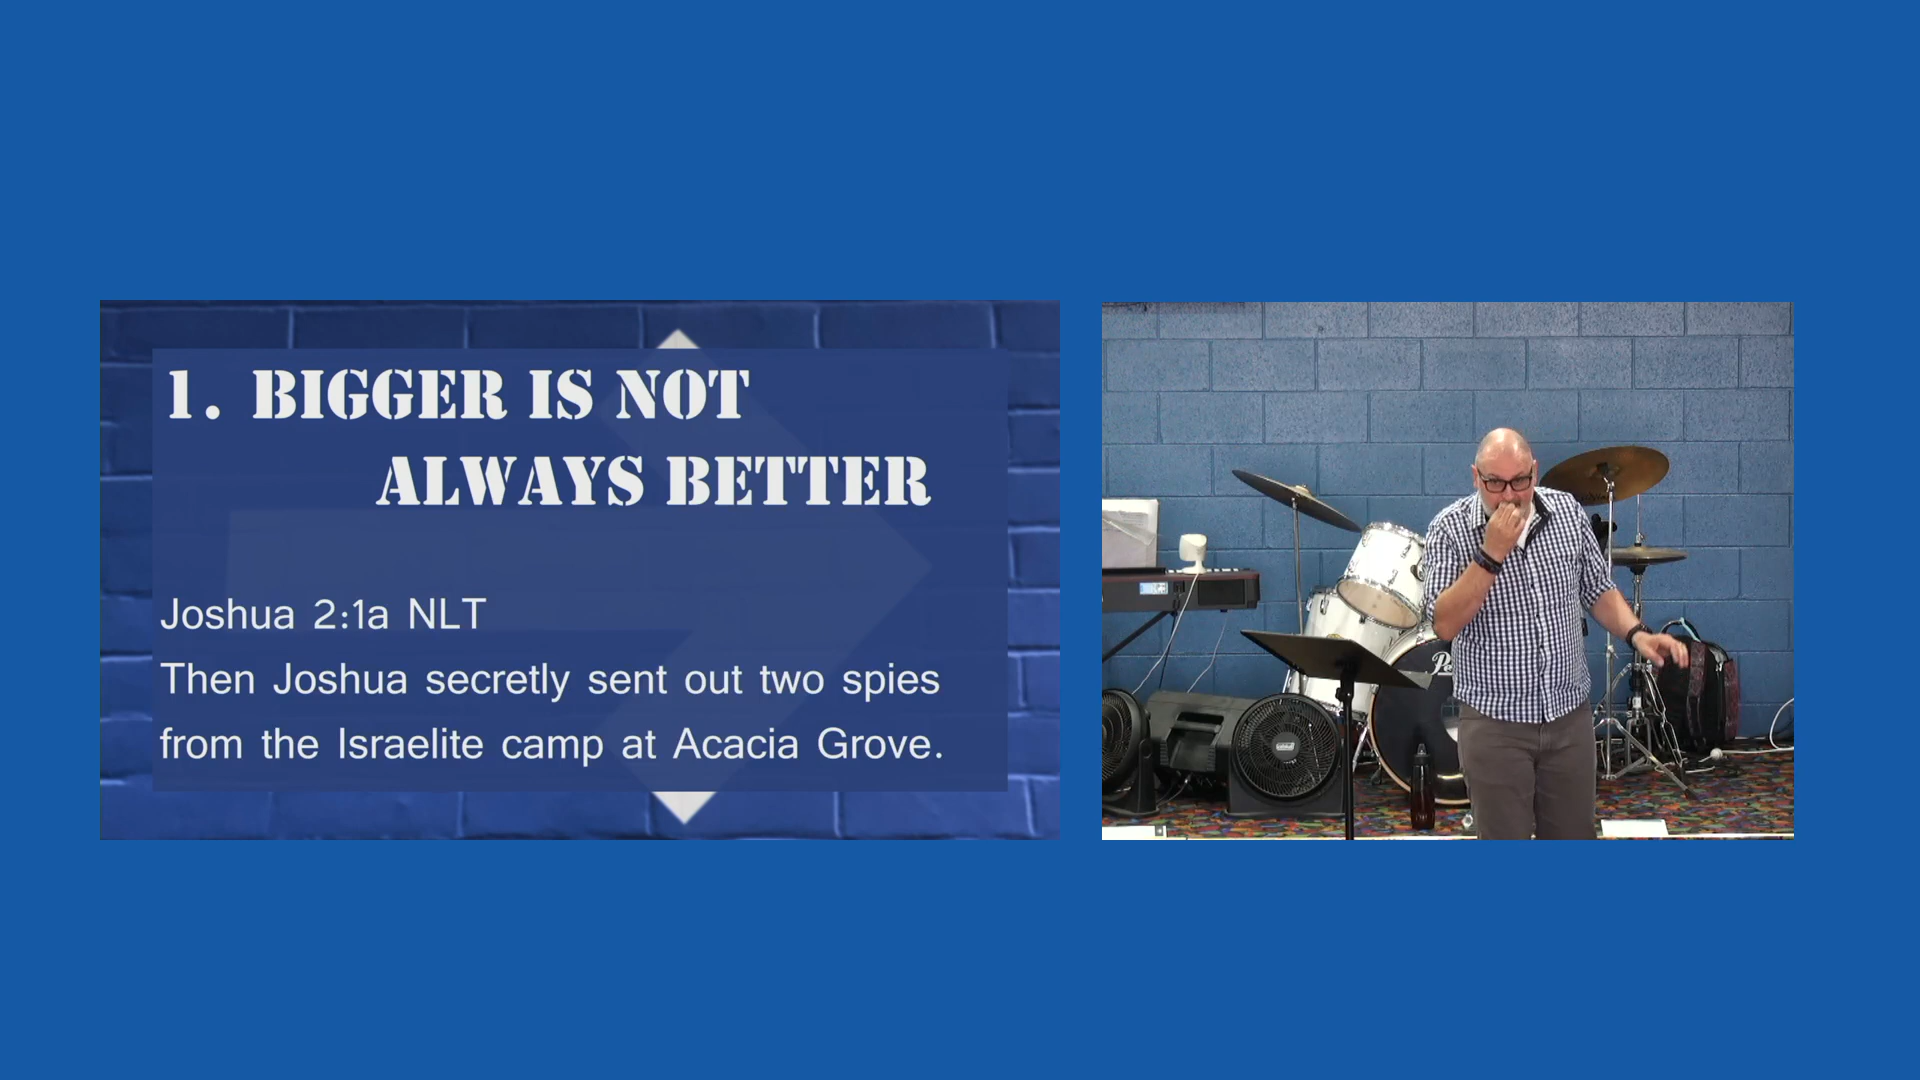 1. BIGGER IS NOT
ALWAYS BETTER
Joshua 2:1a NLT
Then Joshua secretly sent out two spies
from the Israelite camp at Acacia Grove.